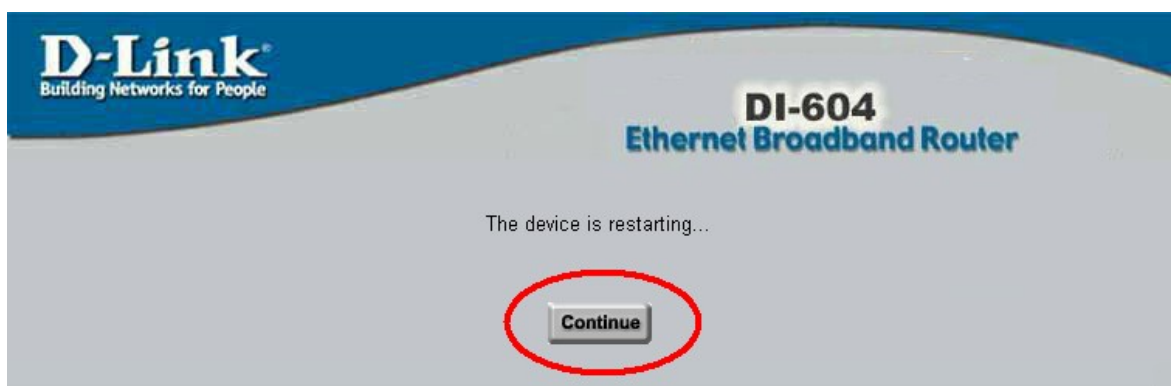 D-Link
Building Networks for People
DI-604
Ethernet Broadband Router
The device is restarting...
Continue